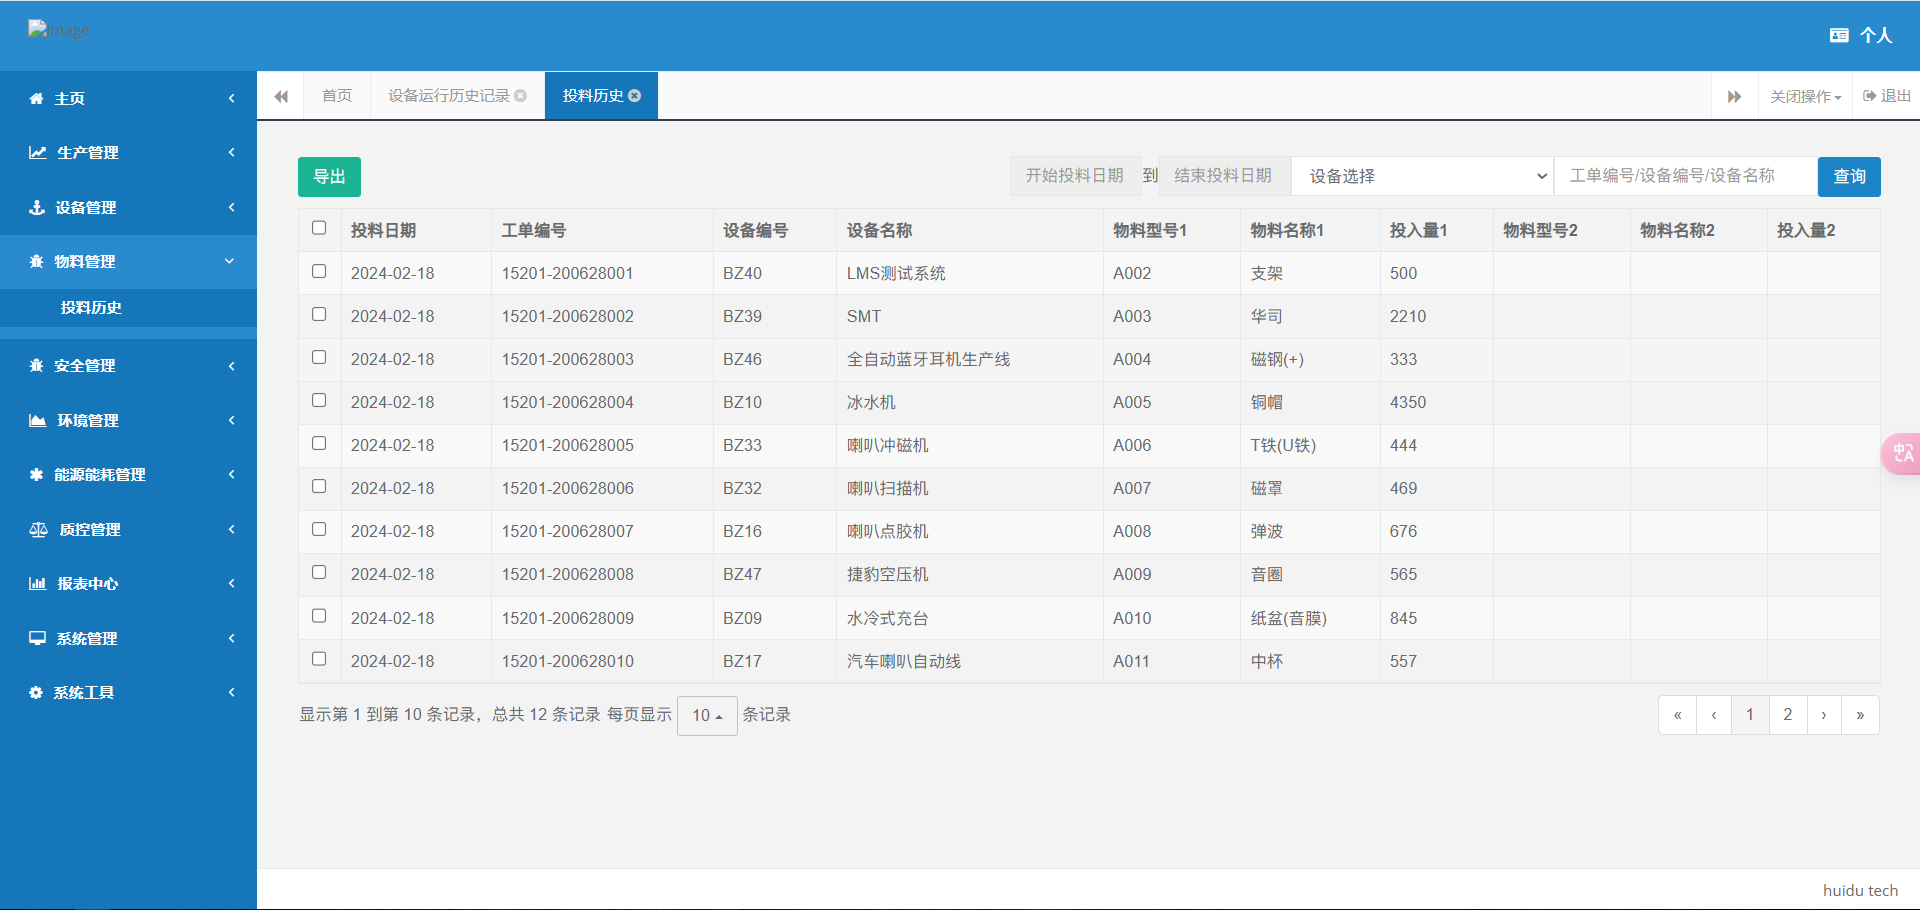 Image
个人
主页
生产管理
设备管理
物料管理
投料历史
安全管理
环境管理
能源能耗管理
质控管理
报表中心
系统管理
系统工具
首页 设备运行历史记录 投料历史 关闭操作 退出
导出 开始投料日期 到 结束投料日期 设备选择 工单编号/设备编号/设备名称 查询
投料日期 工单编号 设备编号 设备名称 物料型号1 物料名称1 投入量1 物料型号2 物料名称2 投入量2
2024-02-18 15201-200628001 BZ40 LMS测试系统 A002 支架 500
2024-02-18 15201-200628002 BZ39 SMT A003 华司 2210
2024-02-18 15201-200628003 BZ46 全自动蓝牙耳机生产线 A004 磁钢(+) 333
2024-02-18 15201-200628004 BZ10 冰水机 A005 铜帽 4350
2024-02-18 15201-200628005 BZ33 喇叭冲磁机 A006 T铁(U铁) 444
2024-02-18 15201-200628006 BZ32 喇叭扫描机 A007 磁罩 469
2024-02-18 15201-200628007 BZ16 喇叭点胶机 A008 弹波 676
2024-02-18 15201-200628008 BZ47 捷豹空压机 A009 音圈 565
2024-02-18 15201-200628009 BZ09 水冷式充台 A010 纸盆(音膜) 845
2024-02-18 15201-200628010 BZ17 汽车喇叭自动线 A011 中杯 557
显示第 1 到第 10 条记录，总共 12 条记录 每页显示 10 条记录 « ‹ 1 2 › »
中A
huidu tech